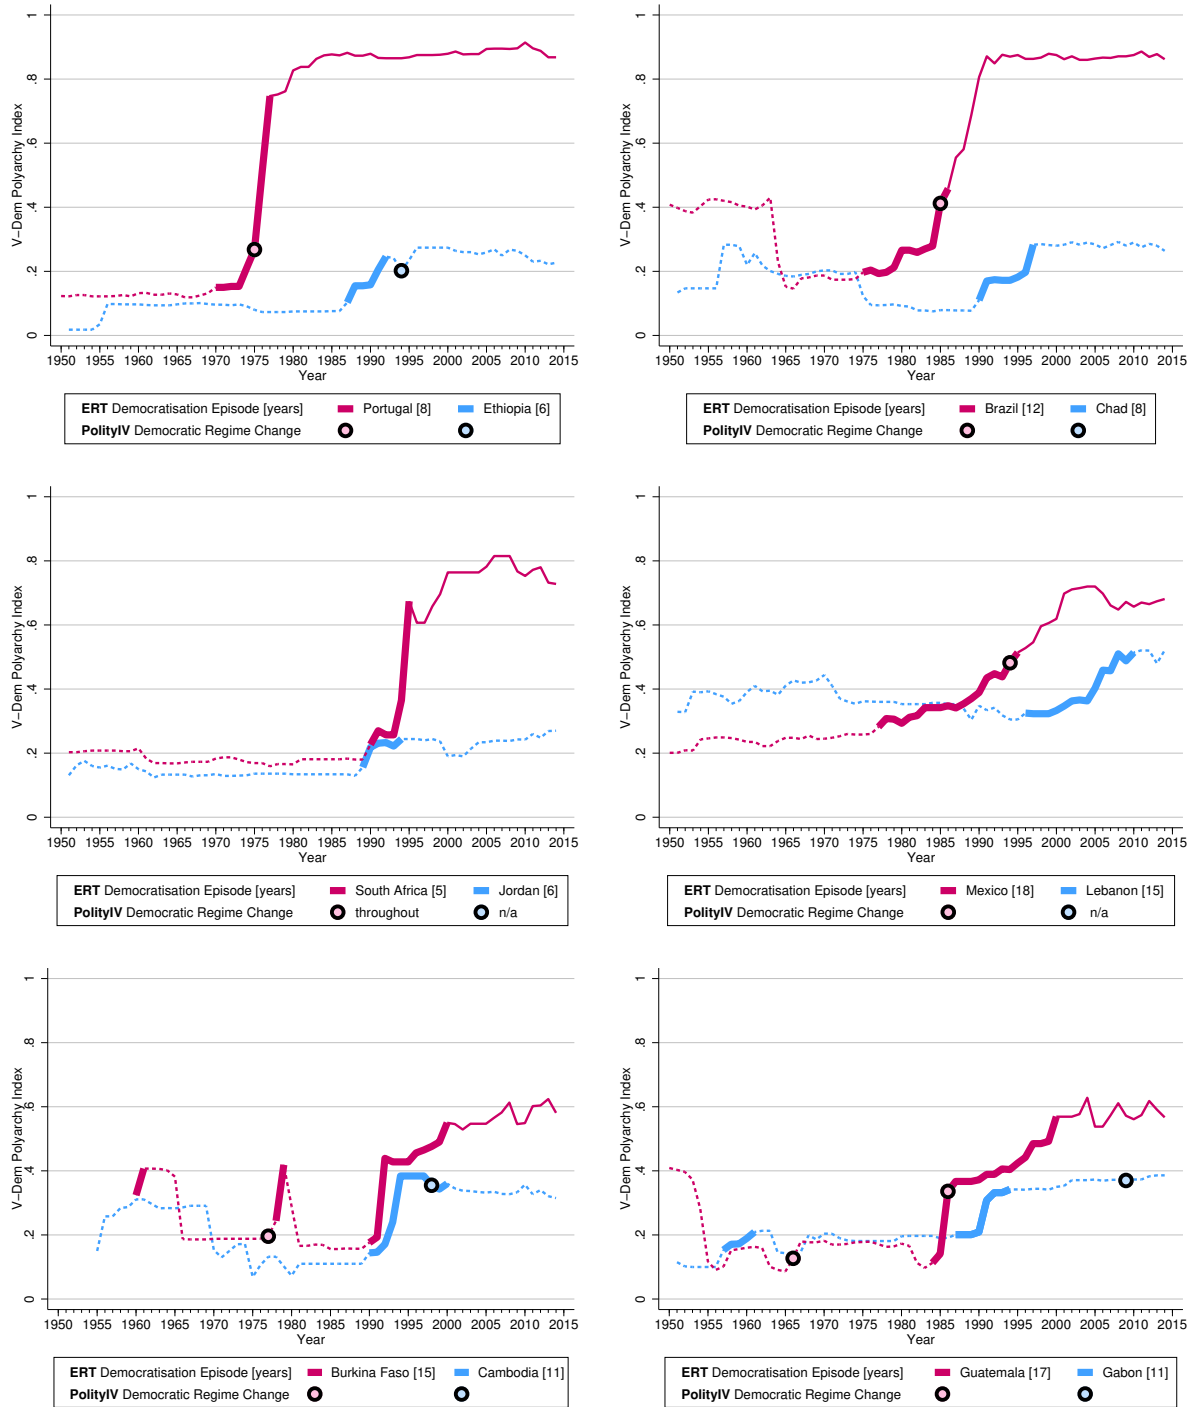 V-Dem Polyarchy Index
1
.8
.6
.4
.2
0
1950 1955 1960 1965 1970 1975 1980 1985 1990 1995 2000 2005 2010 2015
Year
ERT Democratisation Episode [years] Portugal [8] Ethiopia [6]
PolityIV Democratic Regime Change
V-Dem Polyarchy Index
1
.8
.6
.4
.2
0
1950 1955 1960 1965 1970 1975 1980 1985 1990 1995 2000 2005 2010 2015
Year
ERT Democratisation Episode [years] Brazil [12] Chad [8]
PolityIV Democratic Regime Change
V-Dem Polyarchy Index
1
.8
.6
.4
.2
0
1950 1955 1960 1965 1970 1975 1980 1985 1990 1995 2000 2005 2010 2015
Year
ERT Democratisation Episode [years] South Africa [5] Jordan [6]
PolityIV Democratic Regime Change throughout n/a
V-Dem Polyarchy Index
1
.8
.6
.4
.2
0
1950 1955 1960 1965 1970 1975 1980 1985 1990 1995 2000 2005 2010 2015
Year
ERT Democratisation Episode [years] Mexico [18] Lebanon [15]
PolityIV Democratic Regime Change n/a
V-Dem Polyarchy Index
1
.8
.6
.4
.2
0
1950 1955 1960 1965 1970 1975 1980 1985 1990 1995 2000 2005 2010 2015
Year
ERT Democratisation Episode [years] Burkina Faso [15] Cambodia [11]
PolityIV Democratic Regime Change
V-Dem Polyarchy Index
1
.8
.6
.4
.2
0
1950 1955 1960 1965 1970 1975 1980 1985 1990 1995 2000 2005 2010 2015
Year
ERT Democratisation Episode [years] Guatemala [17] Gabon [11]
PolityIV Democratic Regime Change